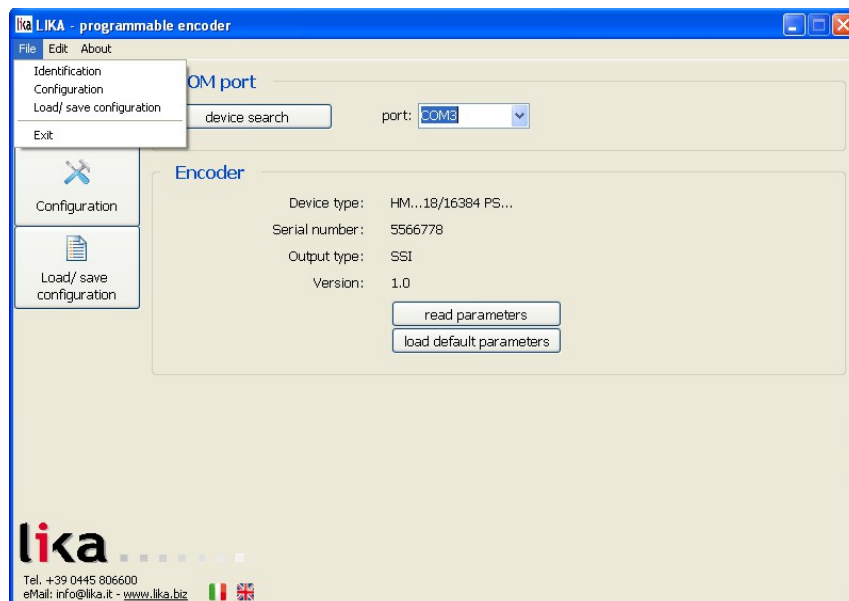 lika LIKA - programmable encoder
File Edit About
Identification
Configuration
Load/ save configuration
Exit
OM port
device search
port: COM3
Configuration
Load/ save
configuration
Encoder
Device type: HM...18/16384 PS...
Serial number: 5566778
Output type: SSI
Version: 1.0
read parameters
load default parameters
lika
Tel. +39 0445 806600
eMail: info@lika.it - www.lika.biz